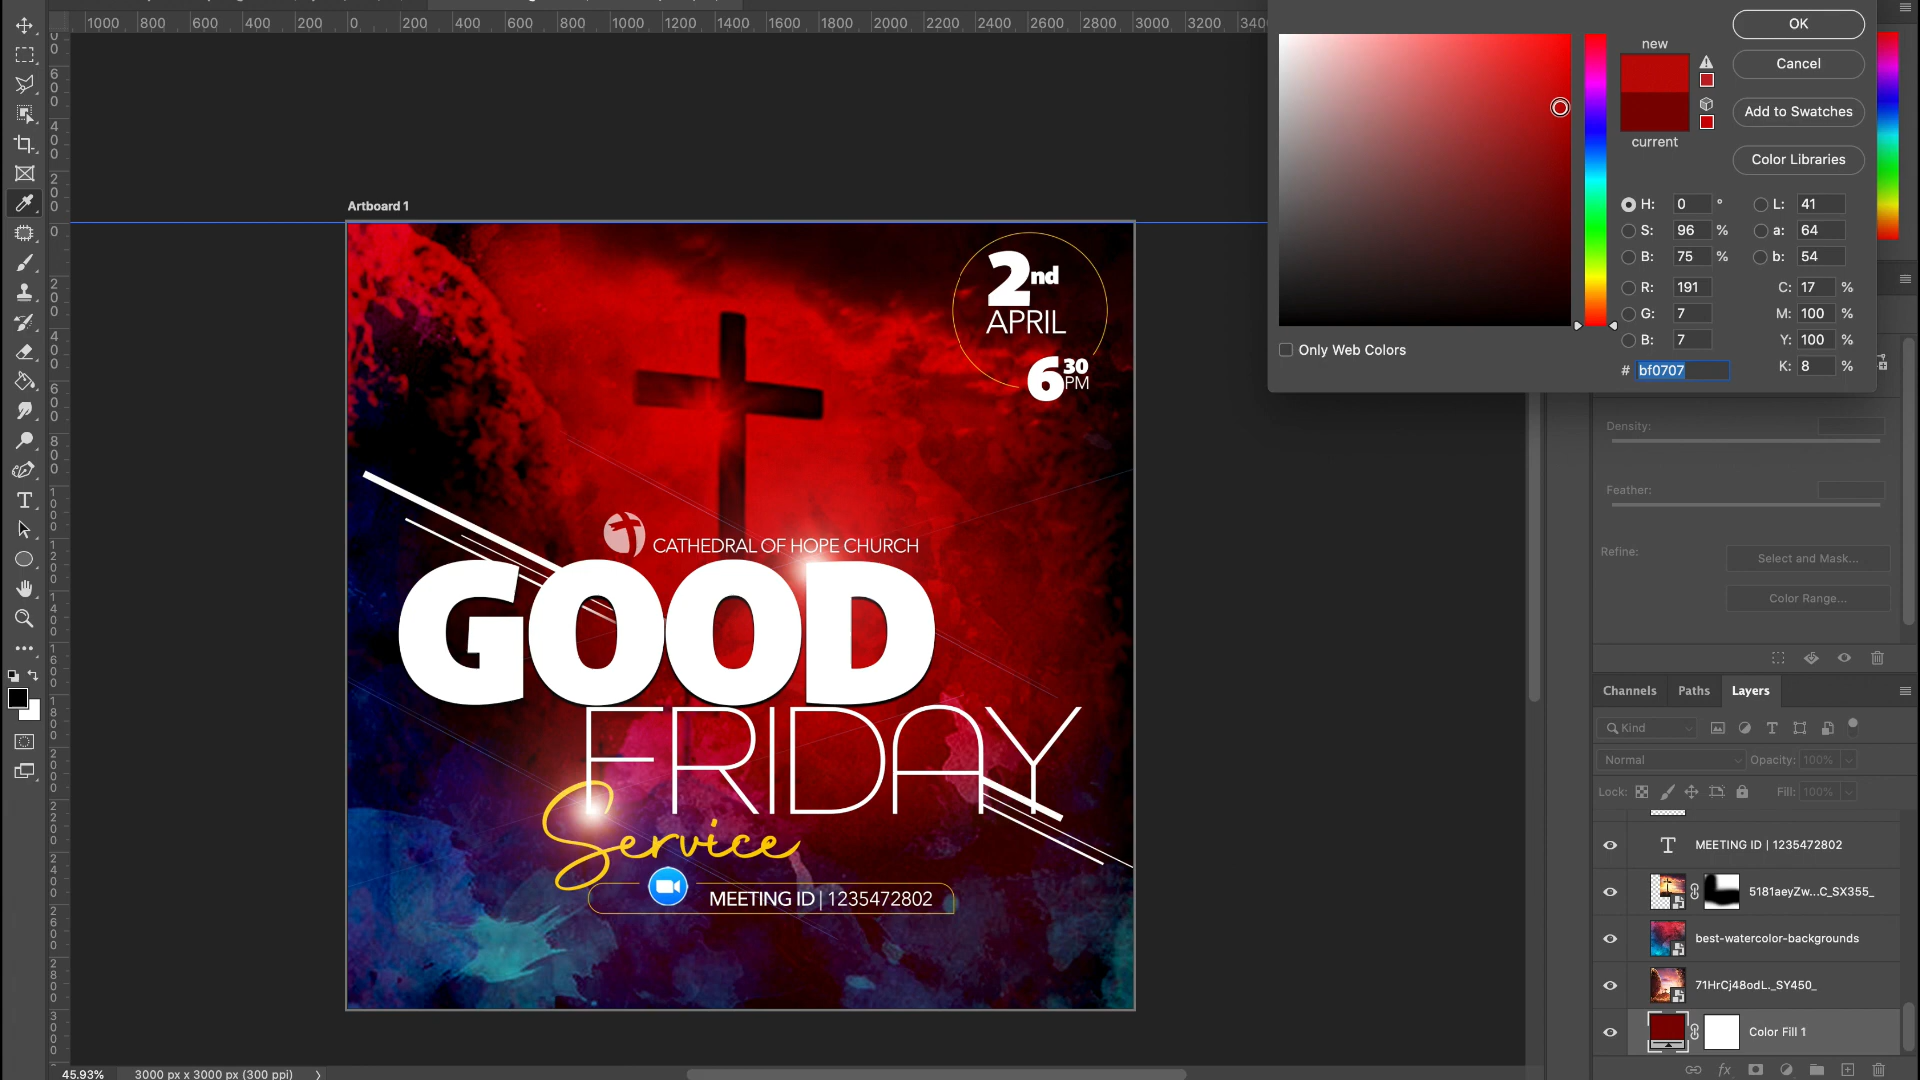 1000 800 600 400 200 0 200 400 600 800 1000 1200 1400 1600 1800 2000 2200 2400 2600 2800 3000 3200 3400
Artboard 1
2nd
APRIL
6 30
PM
CATHEDRAL OF HOPE CHURCH
GOOD
FRIDAY
Service
MEETING ID | 1235472802
45.93% 3000 px x 3000 px (300 ppi)
new
current
OK
Cancel
Add to Swatches
Color Libraries
H: 0 ° L: 41
S: 96 % a: 64
B: 75 % b: 54
R: 191 C: 17 %
G: 7 M: 100 %
B: 7 Y: 100 %
# bf0707 K: 8 %
Only Web Colors
Density:
Feather:
Refine:
Select and Mask...
Color Range...
Channels Paths Layers
Kind
Normal Opacity: 100%
Lock: Fill: 100%
MEETING ID | 1235472802
5181aeyZw...C_SX355_
best-watercolor-backgrounds
71HrCj48odL._SY450_
Color Fill 1